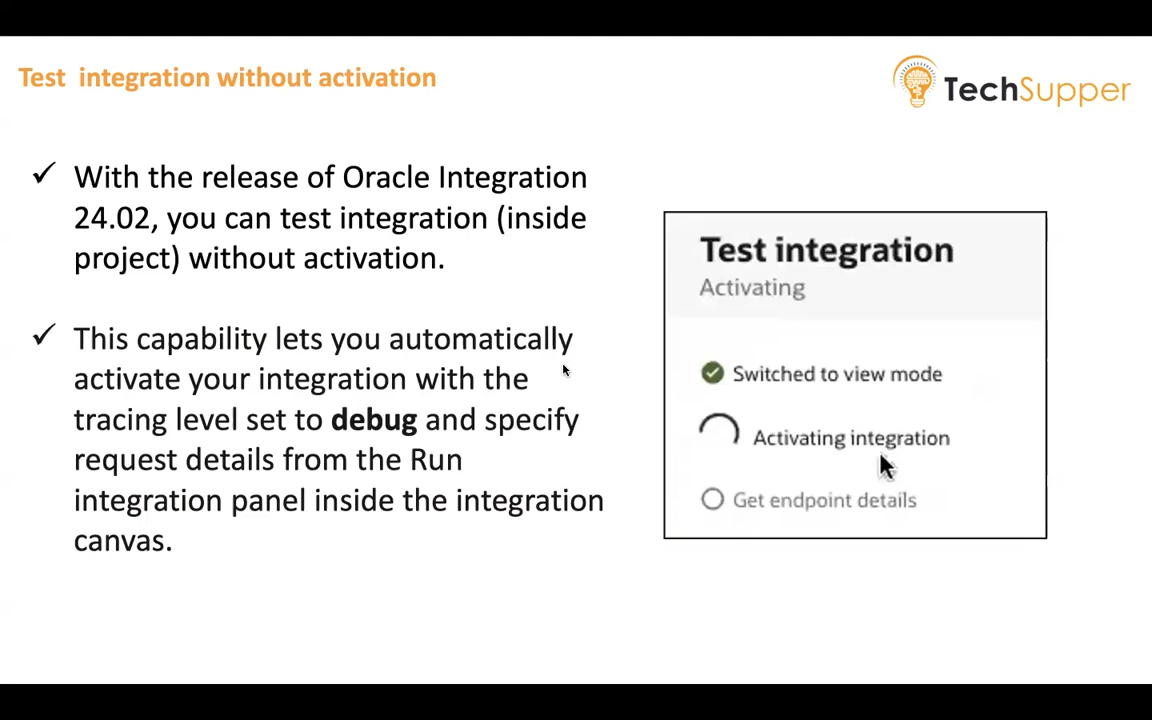 Test integration without activation
TechSupper
✓ With the release of Oracle Integration
24.02, you can test integration (inside
project) without activation.
✓ This capability lets you automatically
activate your integration with the
tracing level set to debug and specify
request details from the Run
integration panel inside the integration
canvas.
Test integration
Activating
Switched to view mode
Activating integration
Get endpoint details